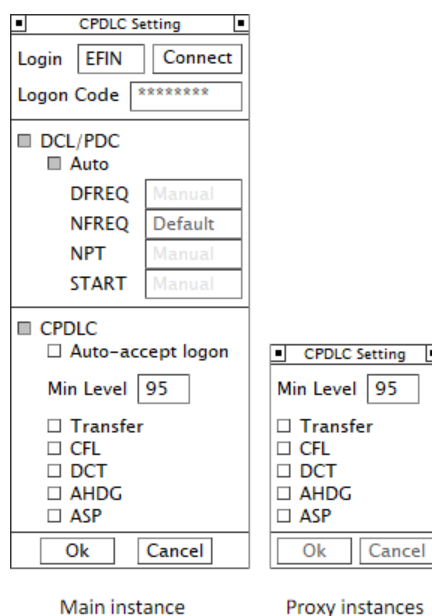 CPDLC Setting
Login EFIN Connect
Logon Code ********
DCL/PDC
Auto
DFREQ Manual
NFREQ Default
NPT Manual
START Manual
CPDLC
Auto-accept logon
Min Level 95
Transfer
CFL
DCT
AHDG
ASP
Ok Cancel
Main instance
CPDLC Setting
Min Level 95
Transfer
CFL
DCT
AHDG
ASP
Ok Cancel
Proxy instances